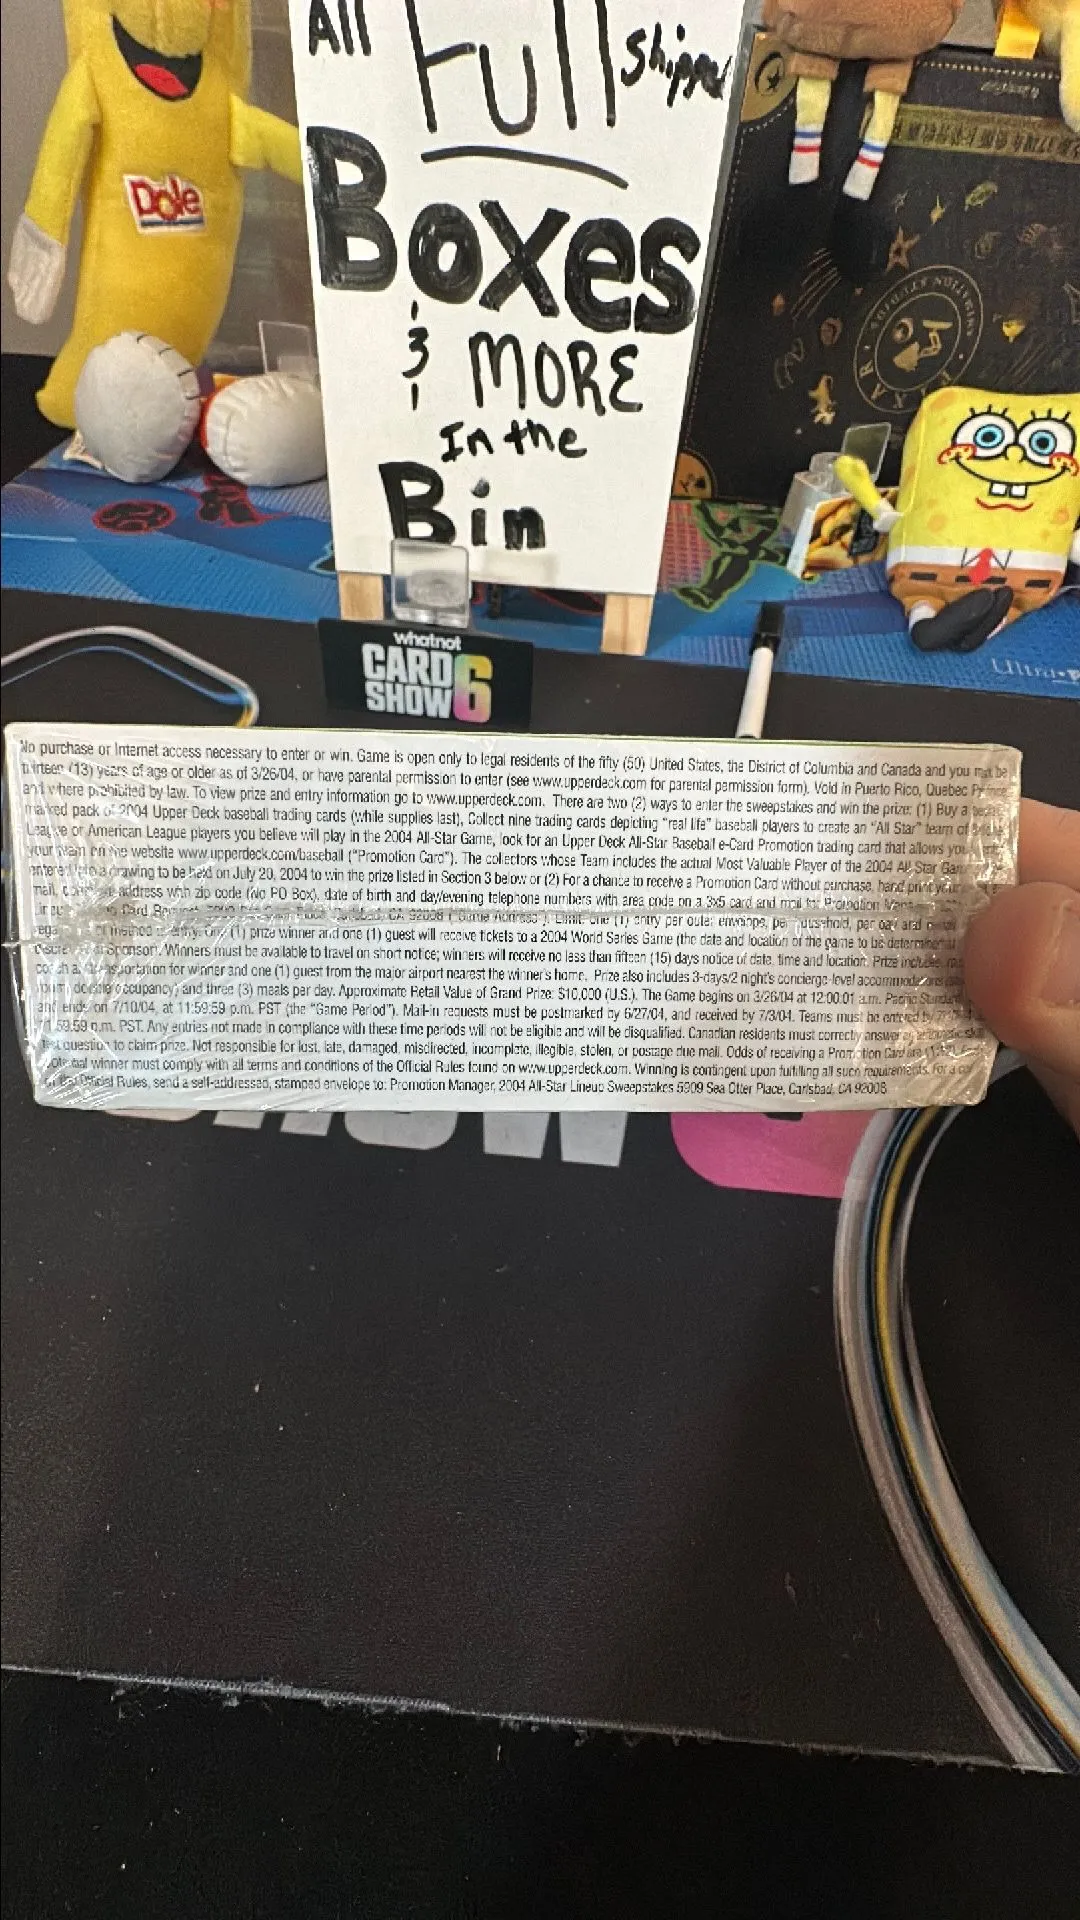 All Full Shipped
Boxes
& MORE
In the
Bin
Dole
whatnot
CARD
SHOW 6
No purchase or Internet access necessary to enter or win. Game is open only to legal residents of the fifty (50) United States, the District of Columbia and Canada and you must be
thirteen (13) years of age or older as of 3/26/04, or have parental permission to enter (see www.upperdeck.com for parental permission form). Void in Puerto Rico, Quebec
and where prohibited by law. To view prize and entry information go to www.upperdeck.com. There are two (2) ways to enter the sweepstakes and win the prize: (1) Buy a
marked pack of 2004 Upper Deck baseball trading cards (while supplies last), Collect nine trading cards depicting "real life" baseball players to create an "All Star" team of
League or American League players you believe will play in the 2004 All-Star Game, look for an Upper Deck All-Star Baseball e-Card Promotion trading card that allows you
your team on the website www.upperdeck.com/baseball ("Promotion Card"). The collectors whose Team includes the actual Most Valuable Player of the 2004 All Star Game
entered into a drawing to be held on July 20, 2004 to win the prize listed in Section 3 below or (2) For a chance to receive a Promotion Card without purchase, hand print your
mail, complete address with zip code (No PO Box), date of birth and day/evening telephone numbers with area code on a 3x5 card and mail to: Promotion
Card CA 92008 Limit: one (1) entry per outer envelope, per household, per day and
of method of entry. One (1) prize winner and one (1) guest will receive tickets to a 2004 World Series Game (the date and location of the game to be determined
Sponsor. Winners must be available to travel on short notice; winners will receive no less than fifteen (15) days notice of date, time and location. Prize includes
coach air transportation for winner and one (1) guest from the major airport nearest the winner's home. Prize also includes 3-days/2 night's concierge-level accommodations
room, double occupancy) and three (3) meals per day. Approximate Retail Value of Grand Prize: $10,000 (U.S.). The Game begins on 3/26/04 at 12:00:01 a.m. Pacific Standard
and ends on 7/10/04, at 11:59:59 p.m. PST (the "Game Period"). Mail-in requests must be postmarked by 6/27/04, and received by 7/3/04. Teams must be entered by
11:59:59 p.m. PST. Any entries not made in compliance with these time periods will not be eligible and will be disqualified. Canadian residents must correctly answer
test question to claim prize. Not responsible for lost, late, damaged, misdirected, incomplete, illegible, stolen, or postage due mail. Odds of receiving a Promotion Card are
potential winner must comply with all terms and conditions of the Official Rules found on www.upperdeck.com. Winning is contingent upon fulfilling all such requirements. For a
Official Rules, send a self-addressed, stamped envelope to: Promotion Manager, 2004 All-Star Lineup Sweepstakes 5909 Sea Otter Place, Carlsbad, CA 92008